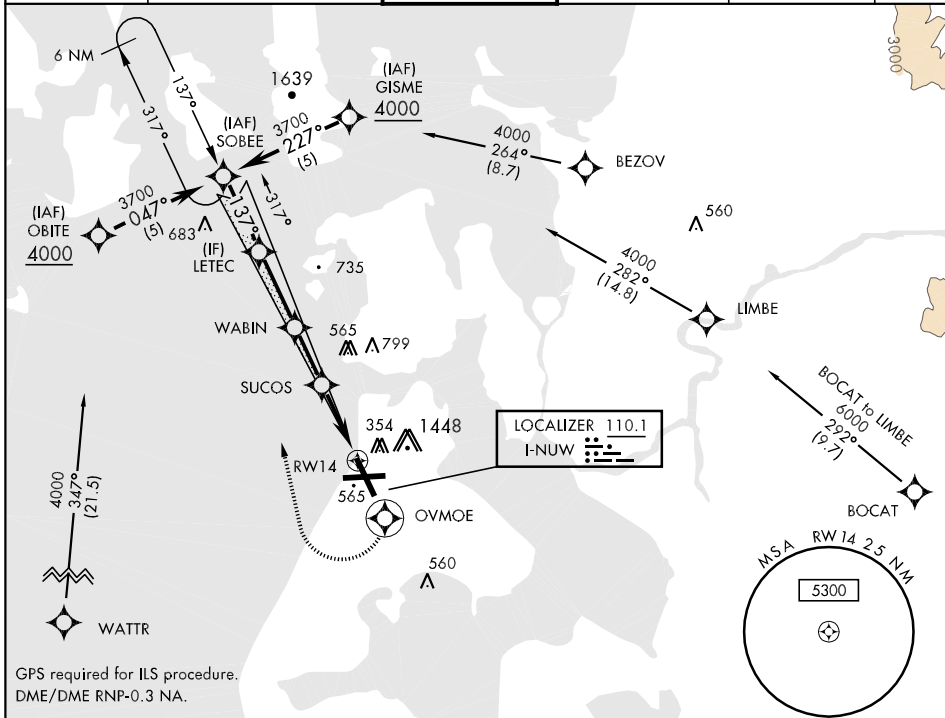 6 NM
137°
317°
1639
(IAF)
GISME
4000
3000
(IAF)
SOBEE
3700
227°
(5)
4000
264°
(8.7)
BEZOV
3700
047°
(5)
(IAF)
OBITE
4000
683
137°
317°
(IF)
LETEC
735
560
4000
282°
(14.8)
LIMBE
WABIN
565
799
SUCOS
BOCAT to LIMBE
6000
292°
(9.7)
354
1448
LOCALIZER 110.1
I-NUW
RW14
565
OVMOE
BOCAT
4000
347°
(21.5)
560
MSA RW14 25 NM
5300
WATTR
GPS required for ILS procedure.
DME/DME RNP-0.3 NA.